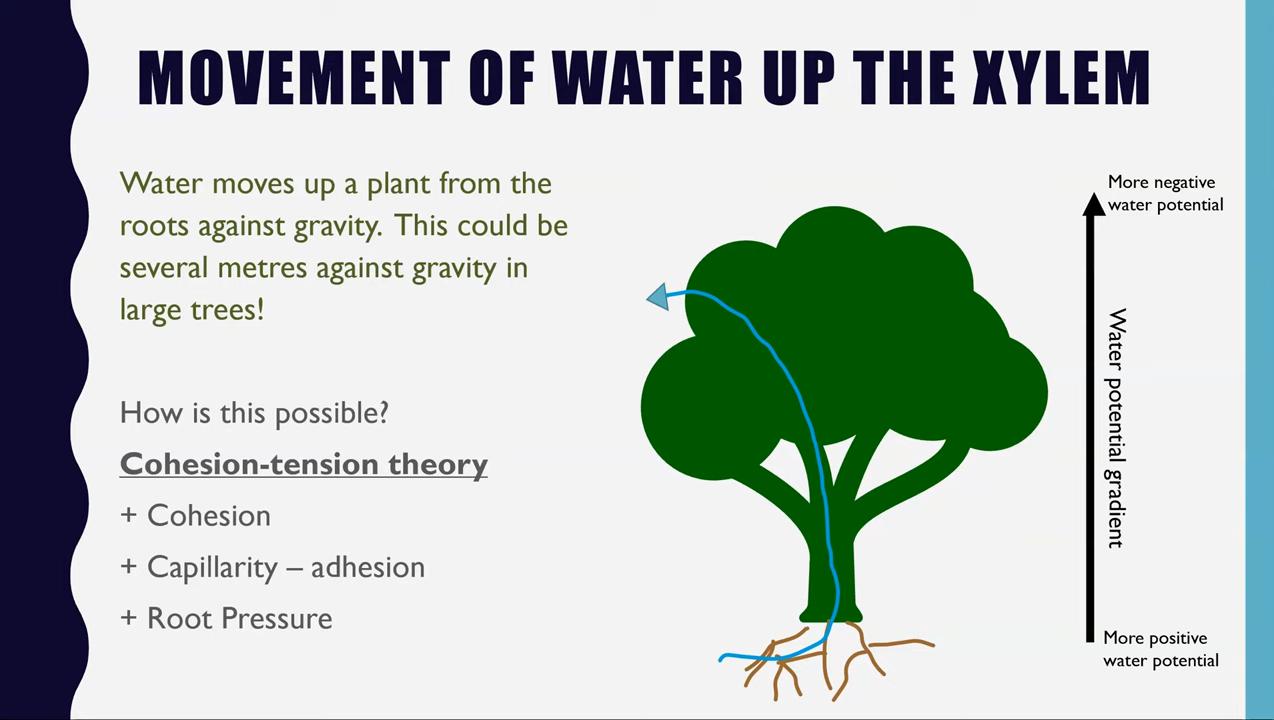 MOVEMENT OF WATER UP THE XYLEM
Water moves up a plant from the
roots against gravity. This could be
several metres against gravity in
large trees!
How is this possible?
Cohesion-tension theory
+ Cohesion
+ Capillarity – adhesion
+ Root Pressure
More negative
water potential
Water potential gradient
More positive
water potential